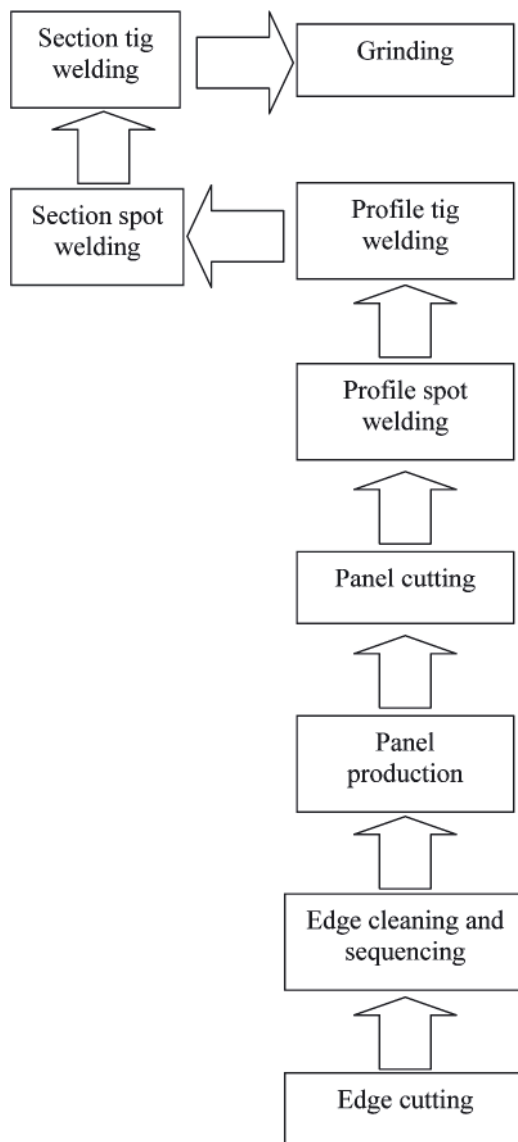 Section tig
welding
Grinding
Section spot
welding
Profile tig
welding
Profile spot
welding
Panel cutting
Panel
production
Edge cleaning and
sequencing
Edge cutting